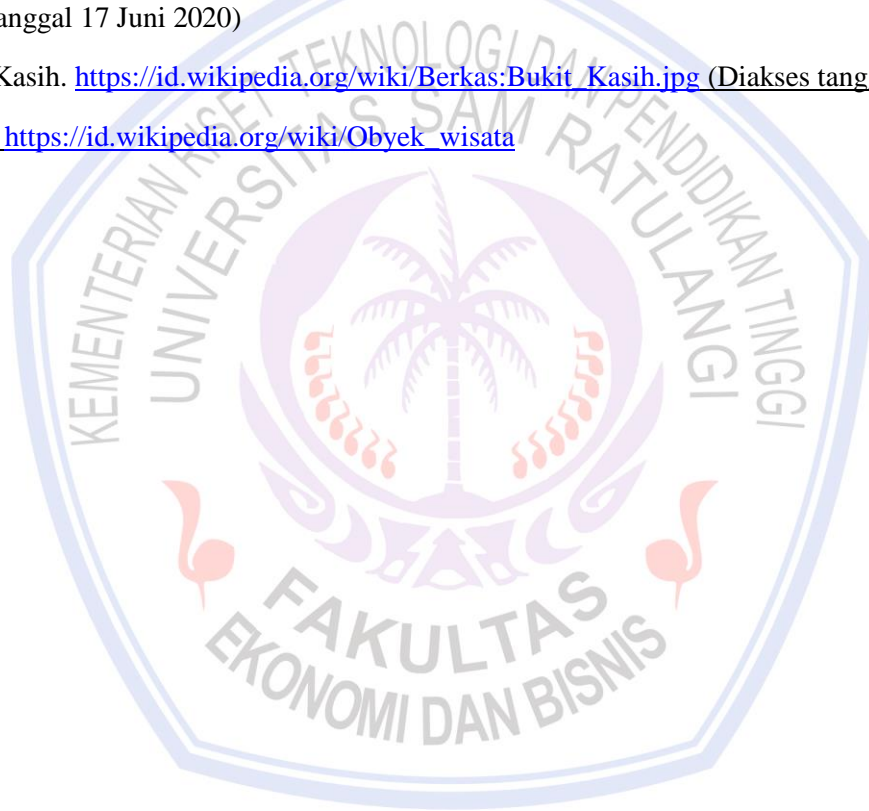 anggal 17 Juni 2020)
Kasih. https://id.wikipedia.org/wiki/Berkas:Bukit_Kasih.jpg (Diakses tang
https://id.wikipedia.org/wiki/Obyek_wisata
KEMENTERIAN RISET TEKNOLOGI DAN PENDIDIKAN TINGGI
UNIVERSITAS SAM RATULANGI
FAKULTAS
EKONOMI DAN BISNIS